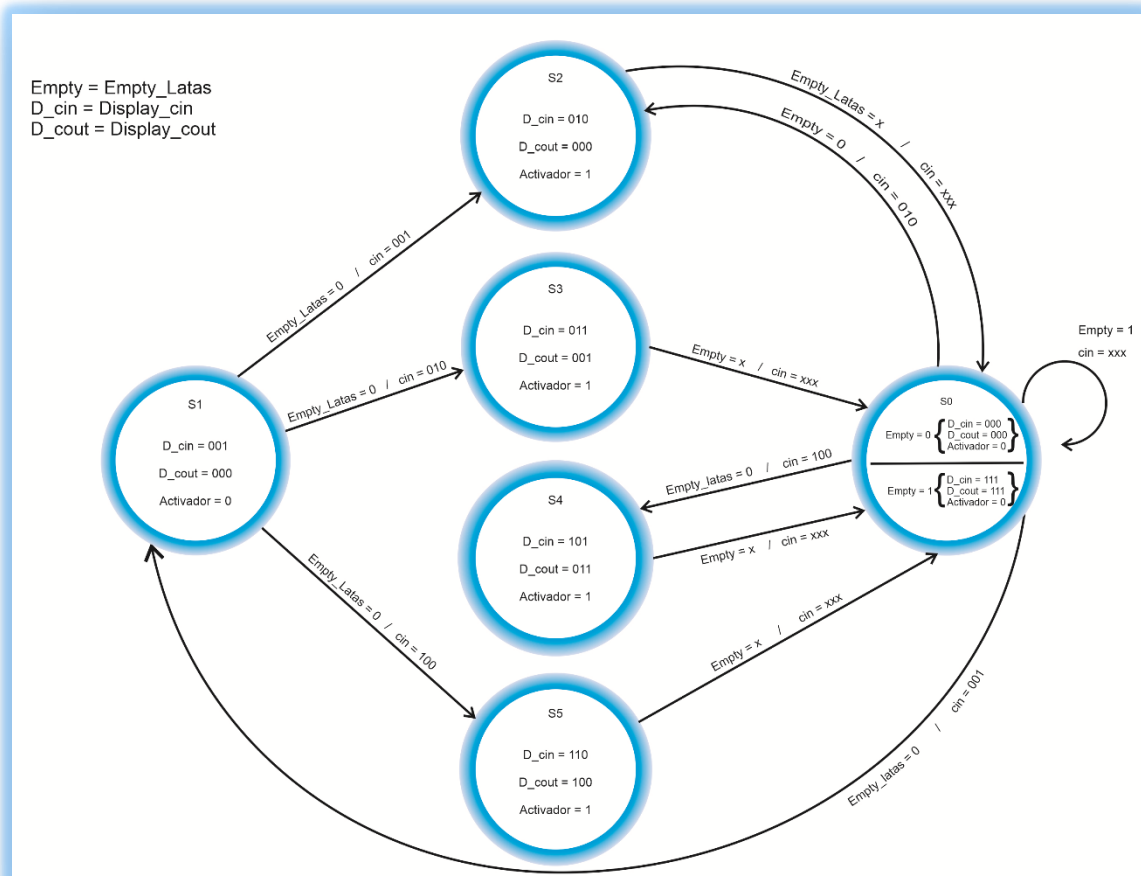 Empty = Empty_Latas
D_cin = Display_cin
D_cout = Display_cout
S2
D_cin = 010
D_cout = 000
Activador = 1
Empty_Latas = x / cin = xxx
Empty = 0 / cin = 010
Empty_Latas = 0 / cin = 001
S3
D_cin = 011
D_cout = 001
Activador = 1
Empty = x / cin = xxx
Empty = 1
cin = xxx
Empty_Latas = 0 / cin = 010
S1
D_cin = 001
D_cout = 000
Activador = 0
S0
Empty = 0 { D_cin = 000
D_cout = 000
Activador = 0 }
Empty = 1 { D_cin = 111
D_cout = 111
Activador = 0 }
Empty_latas = 0 / cin = 100
S4
D_cin = 101
D_cout = 011
Activador = 1
Empty = x / cin = xxx
Empty_Latas = 0 / cin = 100
Empty = x / cin = xxx
S5
D_cin = 110
D_cout = 100
Activador = 1
Empty_latas = 0 / cin = 001